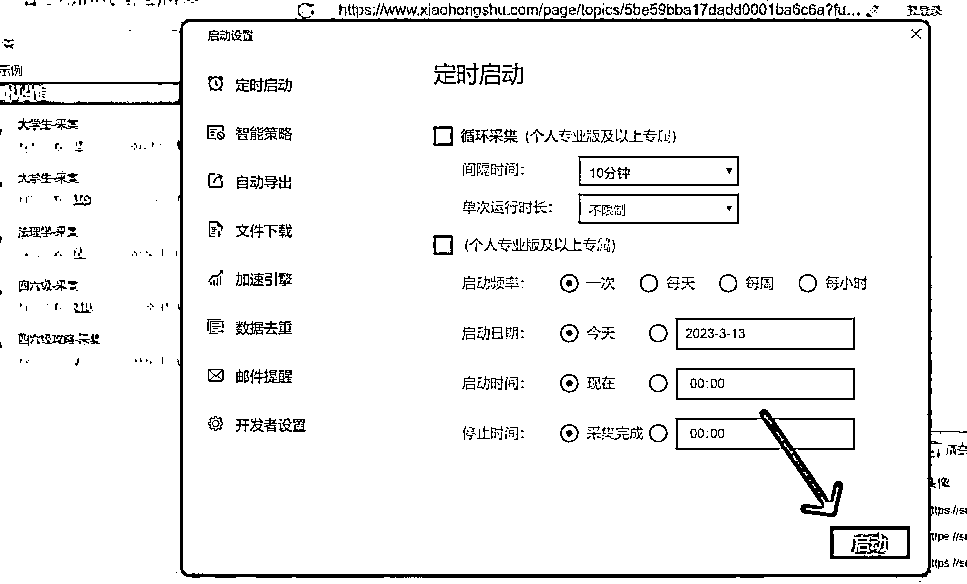 https://www.xiaohongshu.com/page/topics/5be59bba17dadd0001ba6c6a?fu...
启动设置
示例
定时启动
定时启动
大学生-采集
智能策略
循环采集 (个人专业版及以上专属)
间隔时间: 10分钟
大学生-采集
自动导出
单次运行时长: 不限制
法理学-采集
文件下载
(个人专业版及以上专属)
四六级-采集
加速引擎
启动频率: 一次 每天 每周 每小时
四六级攻略-采集
数据去重
启动日期: 今天 2023-3-13
邮件提醒
启动时间: 现在 00:00
开发者设置
停止时间: 采集完成 00:00
启动